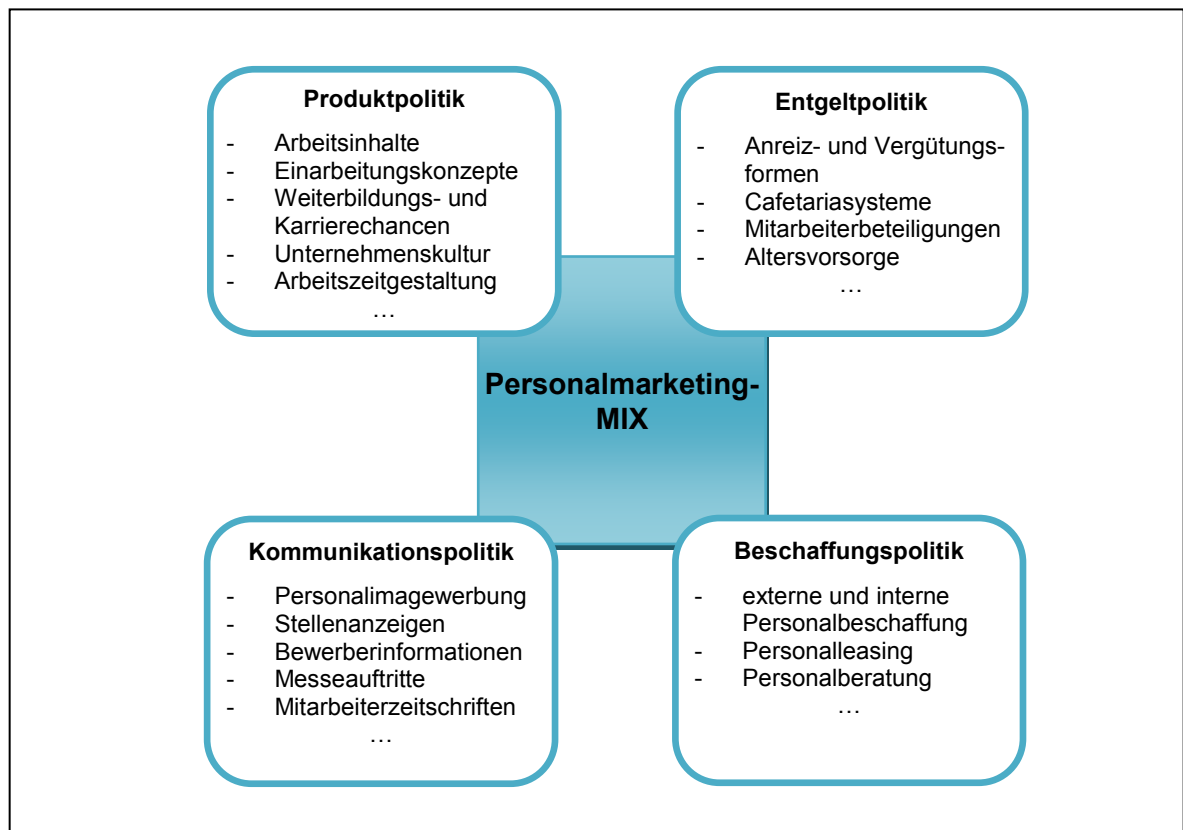 Produktpolitik
- Arbeitsinhalte
- Einarbeitungskonzepte
- Weiterbildungs- und
Karrierechancen
- Unternehmenskultur
- Arbeitszeitgestaltung
…
Entgeltpolitik
- Anreiz- und Vergütungs-
formen
- Cafetariasysteme
- Mitarbeiterbeteiligungen
- Altersvorsorge
…
Personalmarketing-
MIX
Kommunikationspolitik
- Personalimagewerbung
- Stellenanzeigen
- Bewerberinformationen
- Messeauftritte
- Mitarbeiterzeitschriften
…
Beschaffungspolitik
- externe und interne
Personalbeschaffung
- Personalleasing
- Personalberatung
…